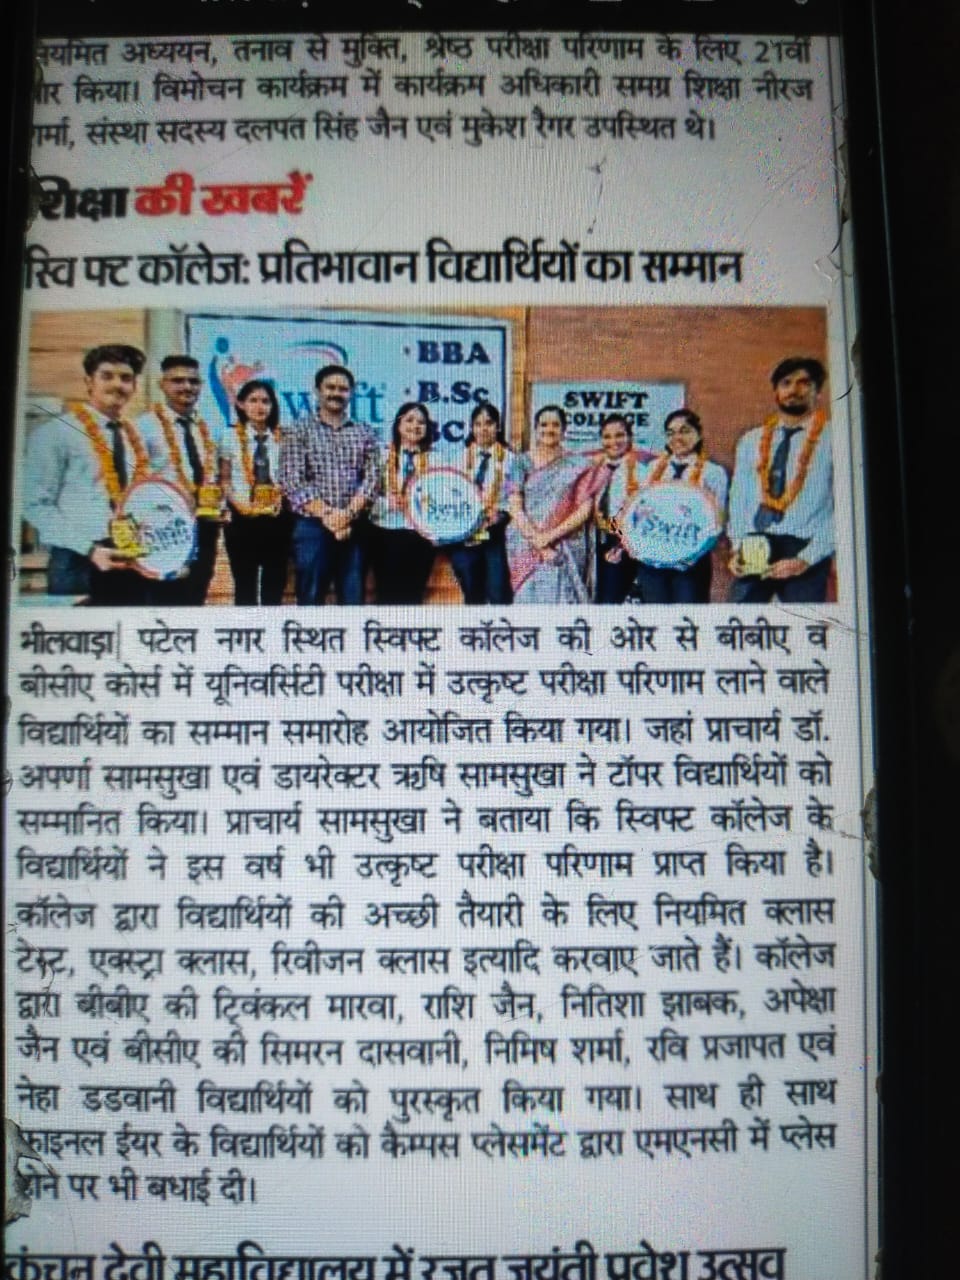 नियमित अध्ययन, तनाव से मुक्ति, श्रेष्ठ परीक्षा परिणाम के लिए 21वीं
किया। विमोचन कार्यक्रम में कार्यक्रम अधिकारी समग्र शिक्षा नीरज
शर्मा, संस्था सदस्य दलपत सिंह जैन एवं मुकेश रैगर उपस्थित थे।
शिक्षा की खबरें
स्वि फ्ट कॉलेज: प्रतिभावान विद्यार्थियों का सम्मान
Swift
· BBA
· B.Sc
BCA
SWIFT
COLLEGE
Swift
Swift
Swift
भीलवाड़ा| पटेल नगर स्थित स्विफ्ट कॉलेज की ओर से बीबीए व
बीसीए कोर्स में यूनिवर्सिटी परीक्षा में उत्कृष्ट परीक्षा परिणाम लाने वाले
विद्यार्थियों का सम्मान समारोह आयोजित किया गया। जहां प्राचार्य डॉ.
अपर्णा सामसुखा एवं डायरेक्टर ऋषि सामसुखा ने टॉपर विद्यार्थियों को
सम्मानित किया। प्राचार्य सामसुखा ने बताया कि स्विफ्ट कॉलेज के
विद्यार्थियों ने इस वर्ष भी उत्कृष्ट परीक्षा परिणाम प्राप्त किया है।
कॉलेज द्वारा विद्यार्थियों की अच्छी तैयारी के लिए नियमित क्लास
टेस्ट, एक्स्ट्रा क्लास, रिवीजन क्लास इत्यादि करवाए जाते हैं। कॉलेज
द्वारा बीबीए की ट्विंकल मारवा, राशि जैन, नितिशा झाबक, अपेक्षा
जैन एवं बीसीए की सिमरन दासवानी, निमिष शर्मा, रवि प्रजापत एवं
नेहा डडवानी विद्यार्थियों को पुरस्कृत किया गया। साथ ही साथ
फाइनल ईयर के विद्यार्थियों को कैम्पस प्लेसमेंट द्वारा एमएनसी में प्लेस
होने पर भी बधाई दी।
कंचन देवी महाविद्यालय में रजत जयंती प्रवेश उत्सव